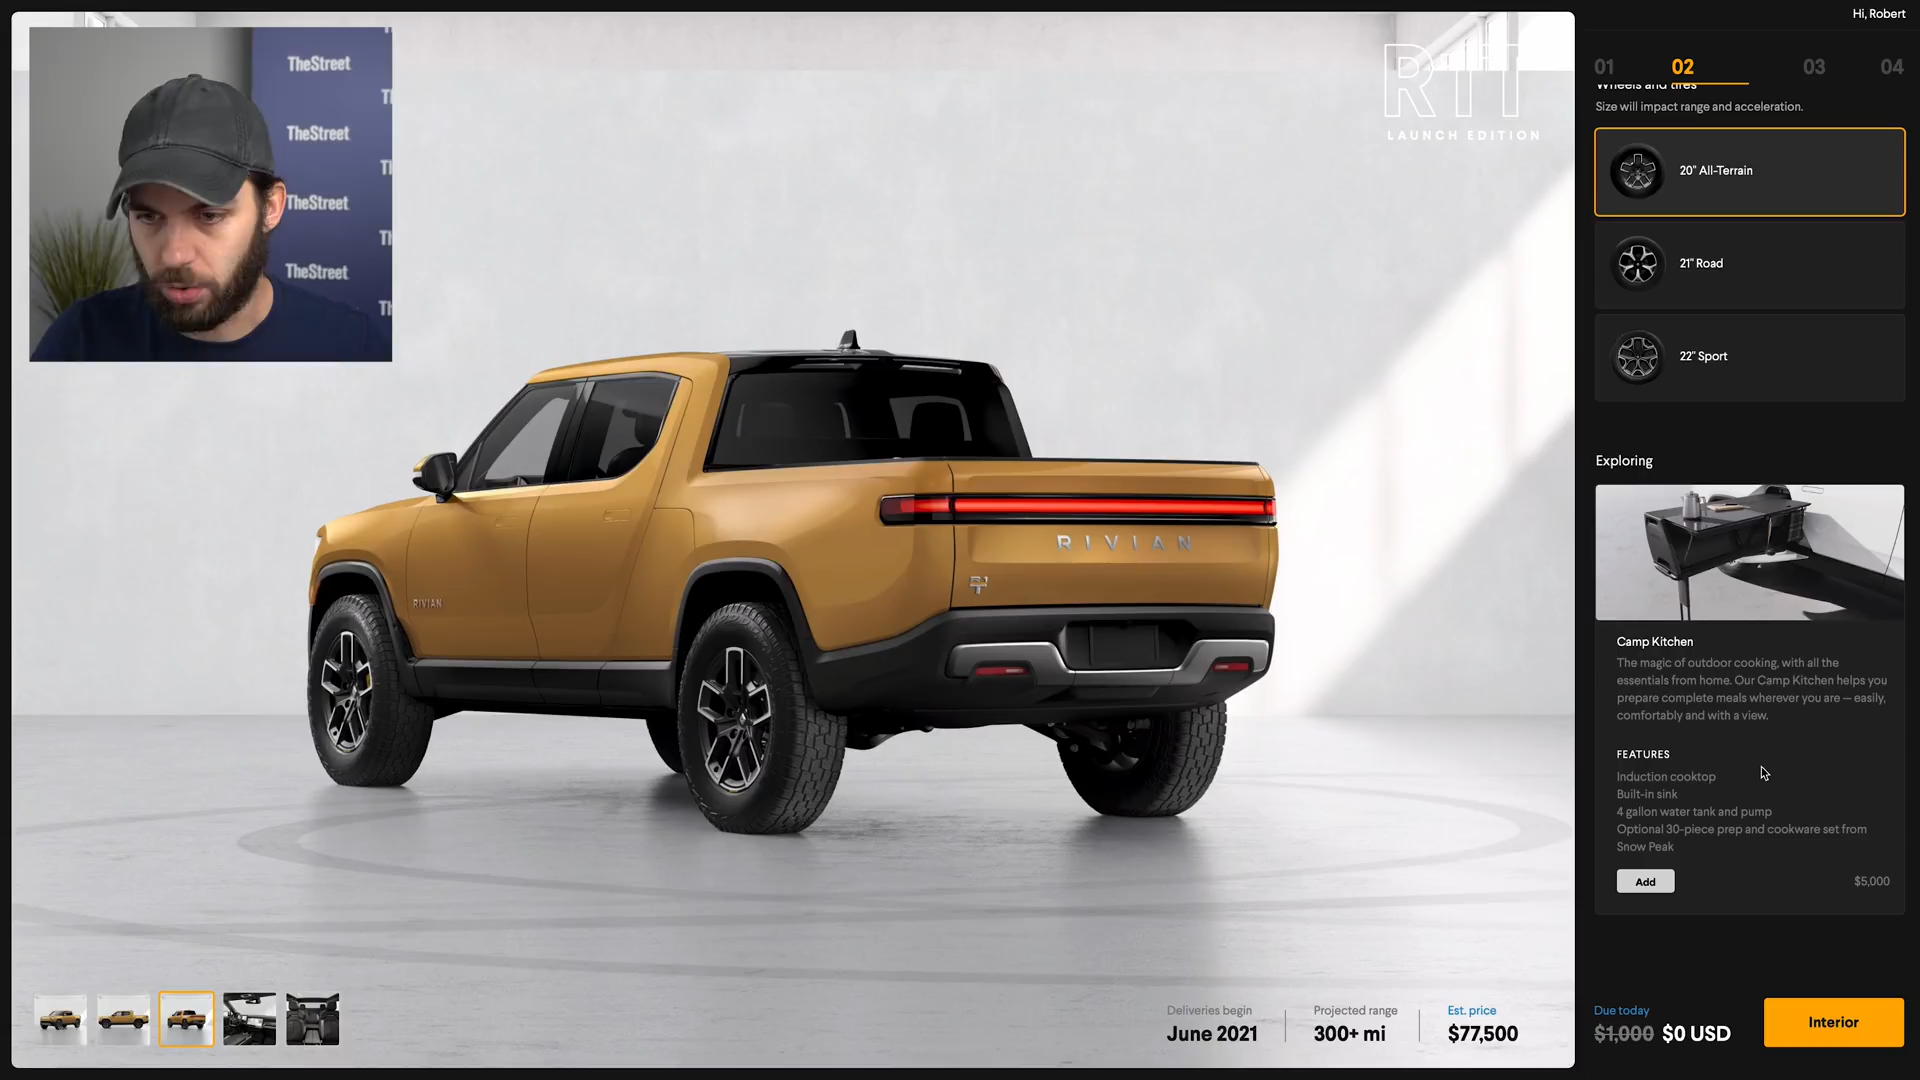 Hi, Robert
TheStreet
TheStreet
TheStreet
TheStreet
R1T
LAUNCH EDITION
01
02
03
04
Wheels and tires
Size will impact range and acceleration.
20" All-Terrain
21" Road
22" Sport
Exploring
RIVIAN
RIVIAN
R1T
Camp Kitchen
The magic of outdoor cooking, with all the
essentials from home. Our Camp Kitchen helps you
prepare complete meals wherever you are — easily,
comfortably and with a view.
FEATURES
Induction cooktop
Built-in sink
4 gallon water tank and pump
Optional 30-piece prep and cookware set from
Snow Peak
Add
$5,000
Deliveries begin
June 2021
Projected range
300+ mi
Est. price
$77,500
Due today
$1,000 $0 USD
Interior